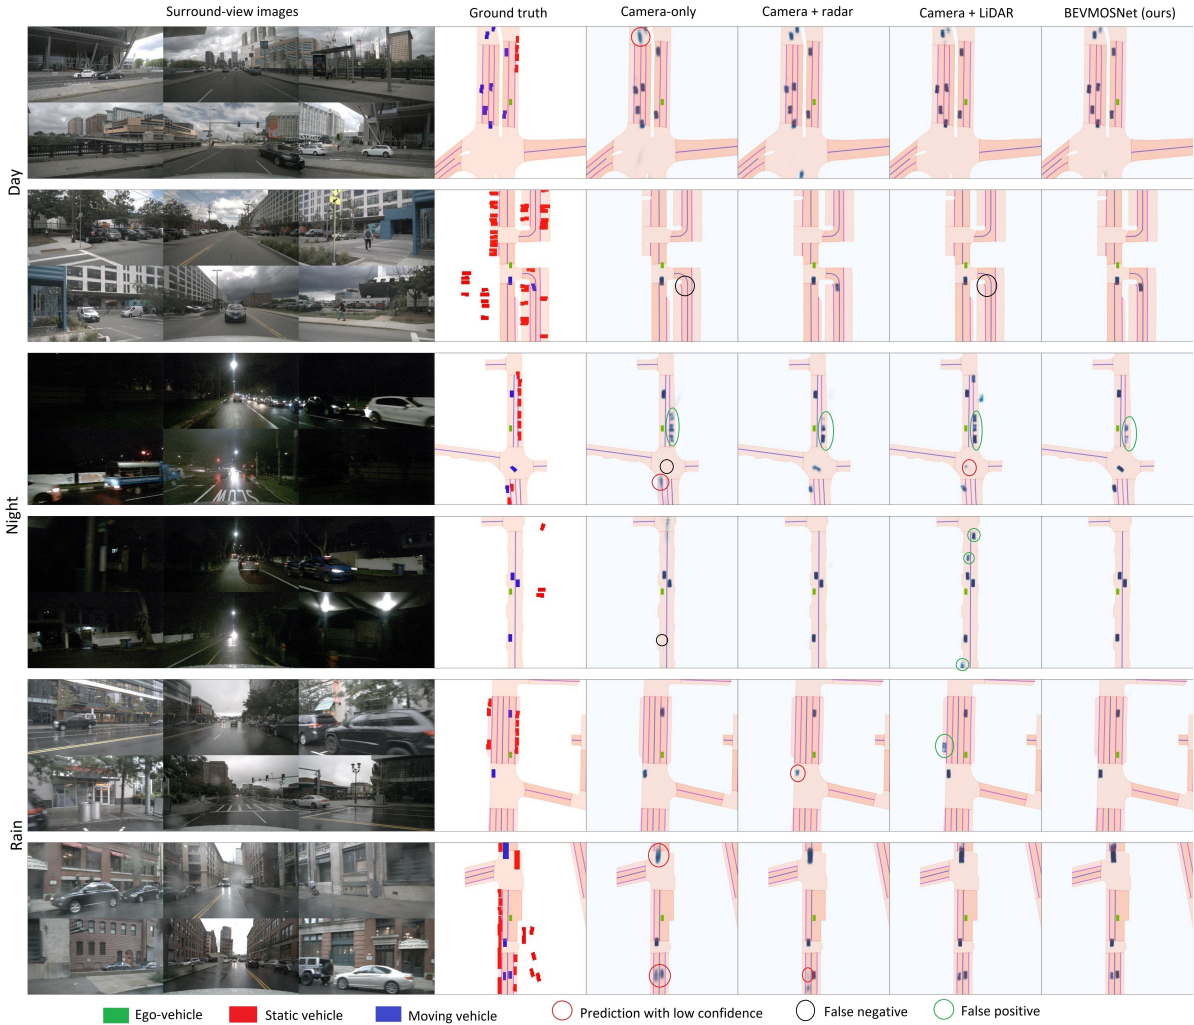 Surround-view images Ground truth Camera-only Camera + radar Camera + LiDAR BEVMOSNet (ours)
Day
Night
SLOW
Rain
Ego-vehicle Static vehicle Moving vehicle Prediction with low confidence False negative False positive